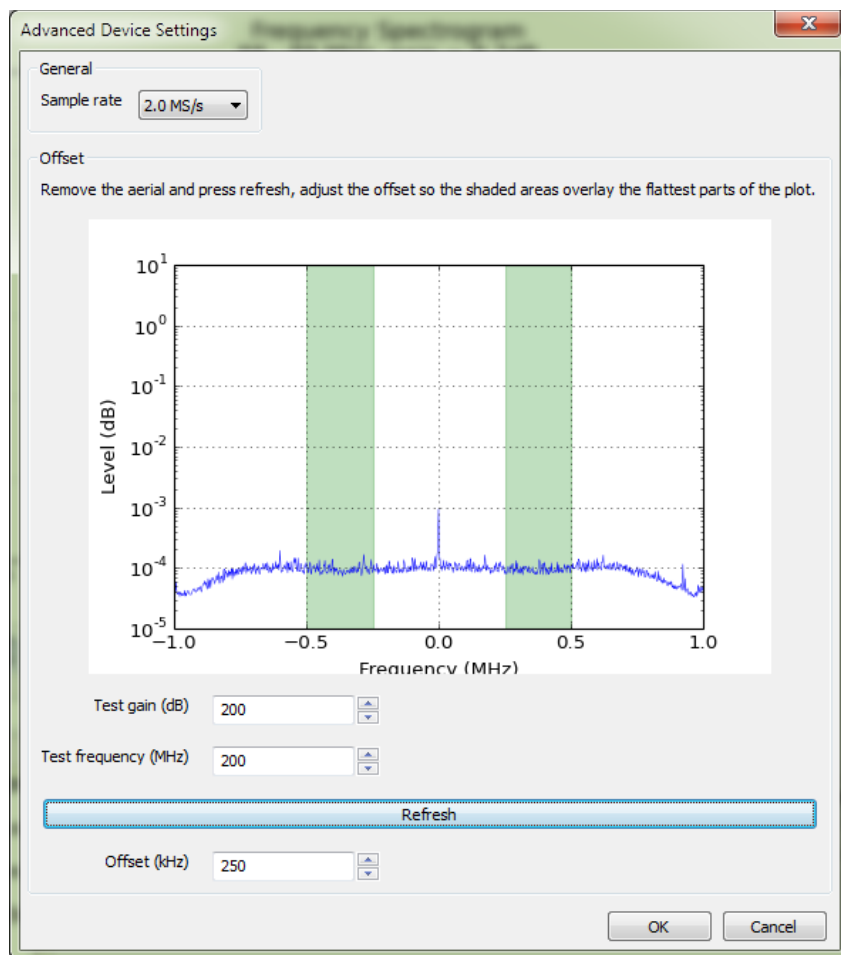 Advanced Device Settings
General
Sample rate 2.0 MS/s
Offset
Remove the aerial and press refresh, adjust the offset so the shaded areas overlay the flattest parts of the plot.
10^1
10^0
10^-1
10^-2
10^-3
10^-4
10^-5
Level (dB)
−1.0 −0.5 0.0 0.5 1.0
Frequency (MHz)
Test gain (dB) 200
Test frequency (MHz) 200
Refresh
Offset (kHz) 250
OK Cancel